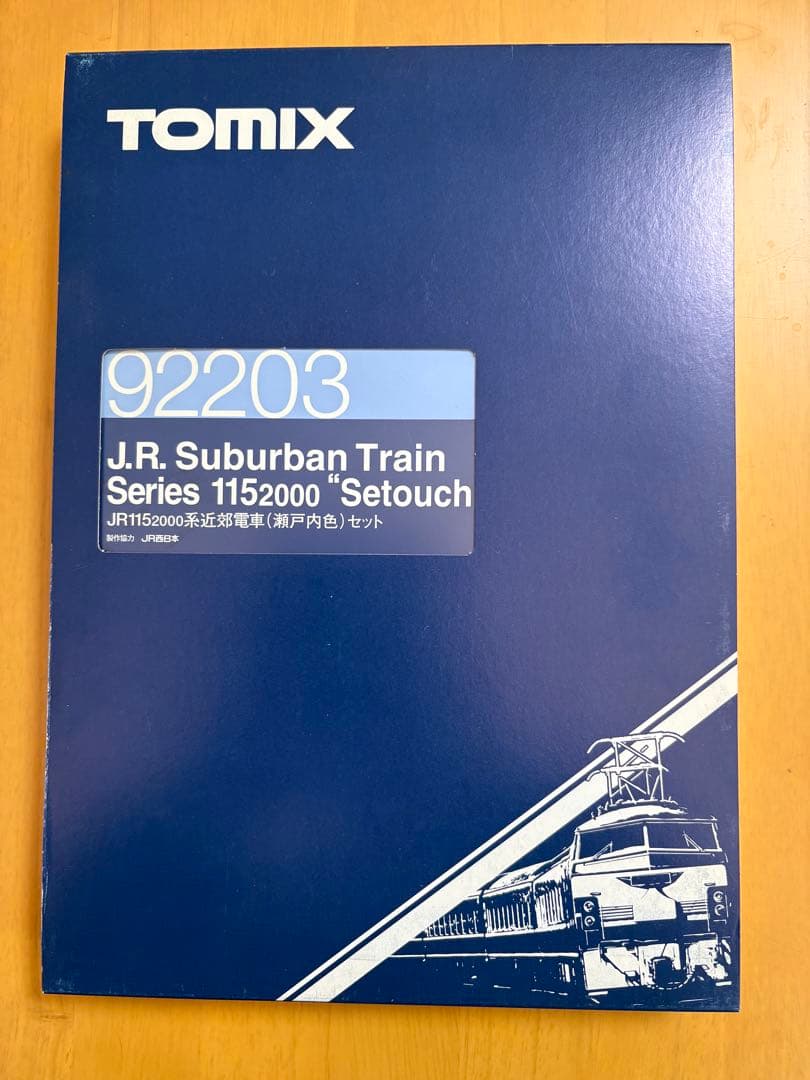 TOMIX
92203
J.R. Suburban Train
Series 1152000 “Setouch
JR1152000系近郊電車(瀬戸内色)セット
製作協力 JR西日本